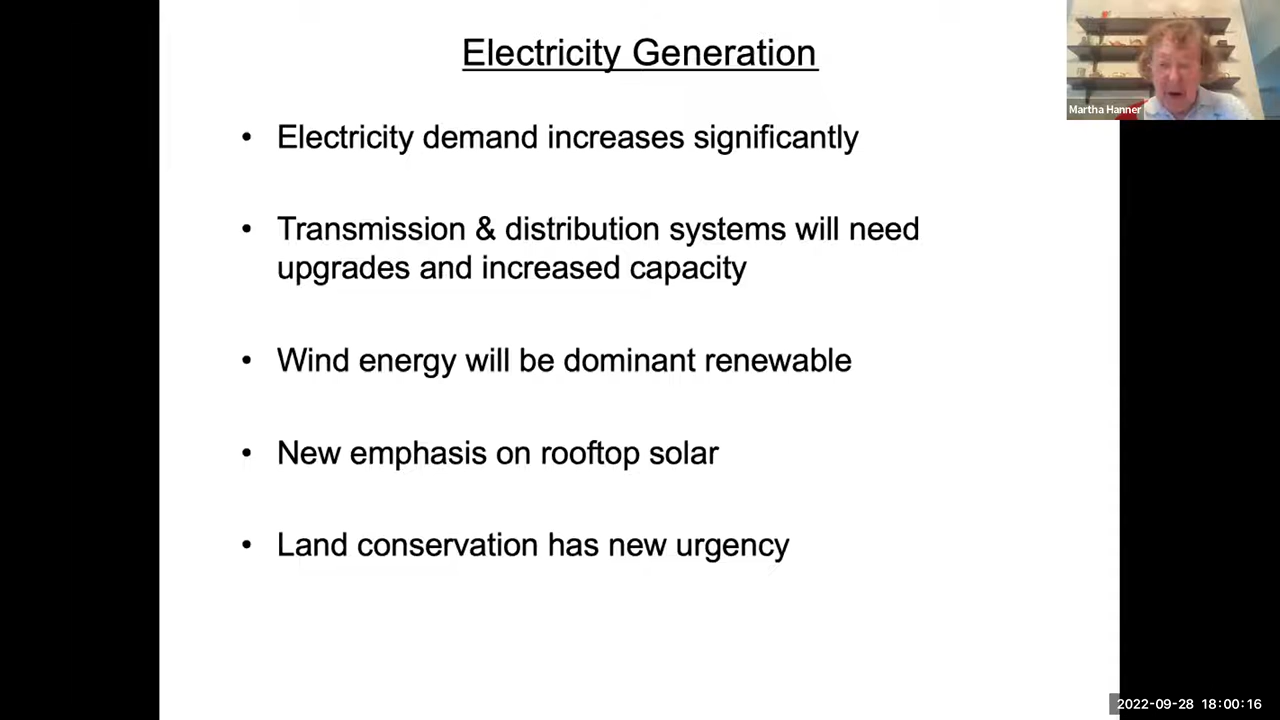 Electricity Generation
Martha Hanner
• Electricity demand increases significantly
• Transmission & distribution systems will need
upgrades and increased capacity
• Wind energy will be dominant renewable
• New emphasis on rooftop solar
• Land conservation has new urgency
2022-09-28 18:00:16